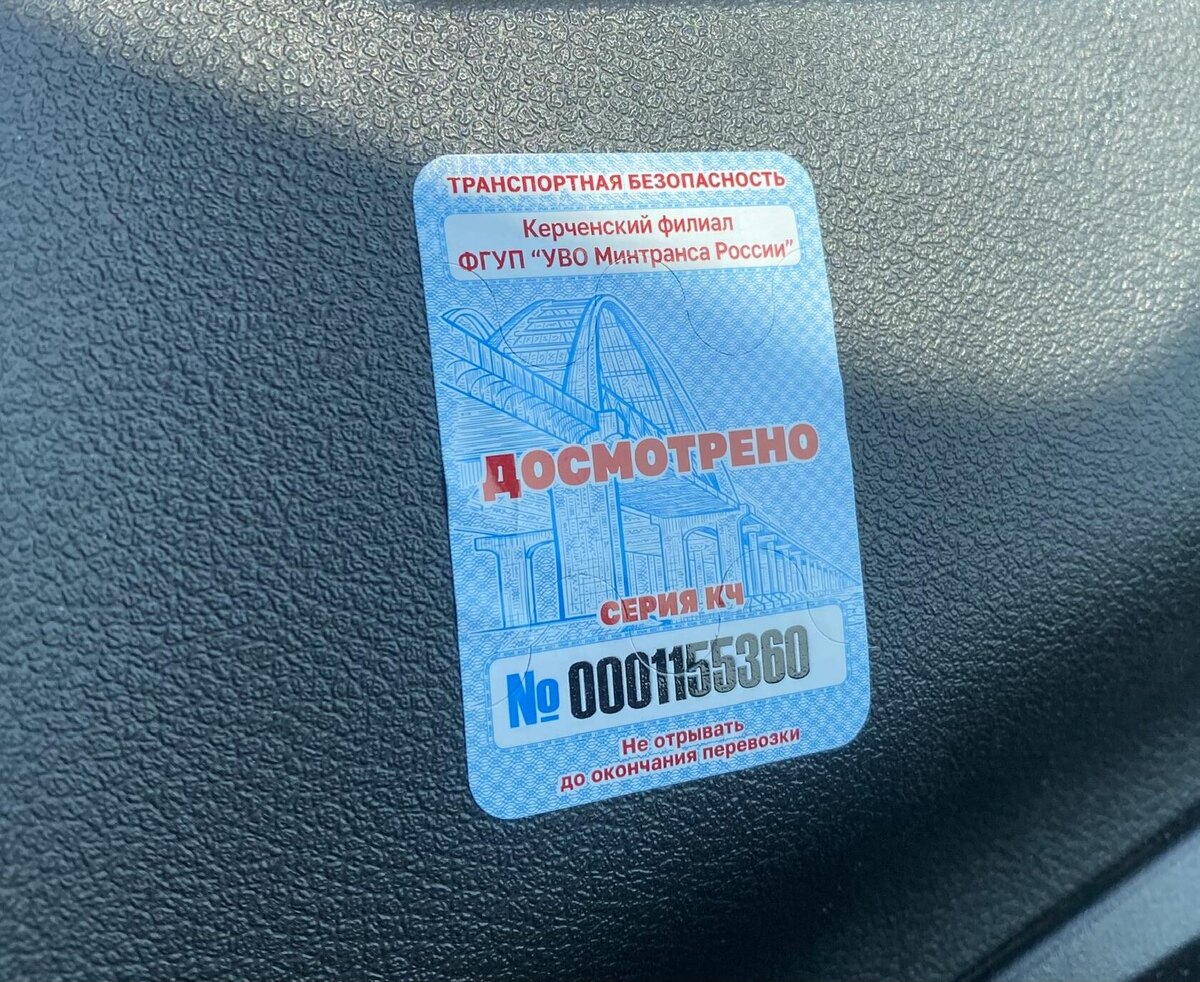 ТРАНСПОРТНАЯ БЕЗОПАСНОСТЬ
Керченский филиал
ФГУП "УВО Минтранса России"
ДОСМОТРЕНО
СЕРИЯ КЧ
№ 0001155360
Не отрывать
до окончания перевозки